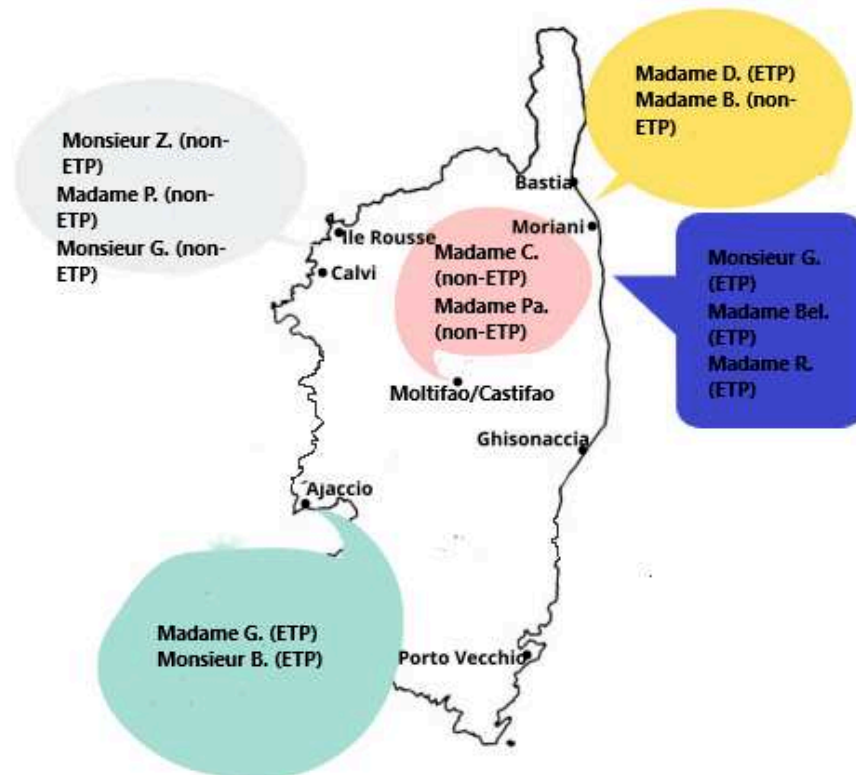 Madame D. (ETP)
Madame B. (non-
ETP)
Monsieur Z. (non-
ETP)
Madame P. (non-
ETP)
Monsieur G. (non-
ETP)
Bastia
Moriani
Ile Rousse
Calvi
Madame C.
(non-ETP)
Madame Pa.
(non-ETP)
Monsieur G.
(ETP)
Madame Bel.
(ETP)
Madame R.
(ETP)
Moltifao/Castifao
Ghisonaccia
Ajaccio
Madame G. (ETP)
Monsieur B. (ETP)
Porto Vecchio